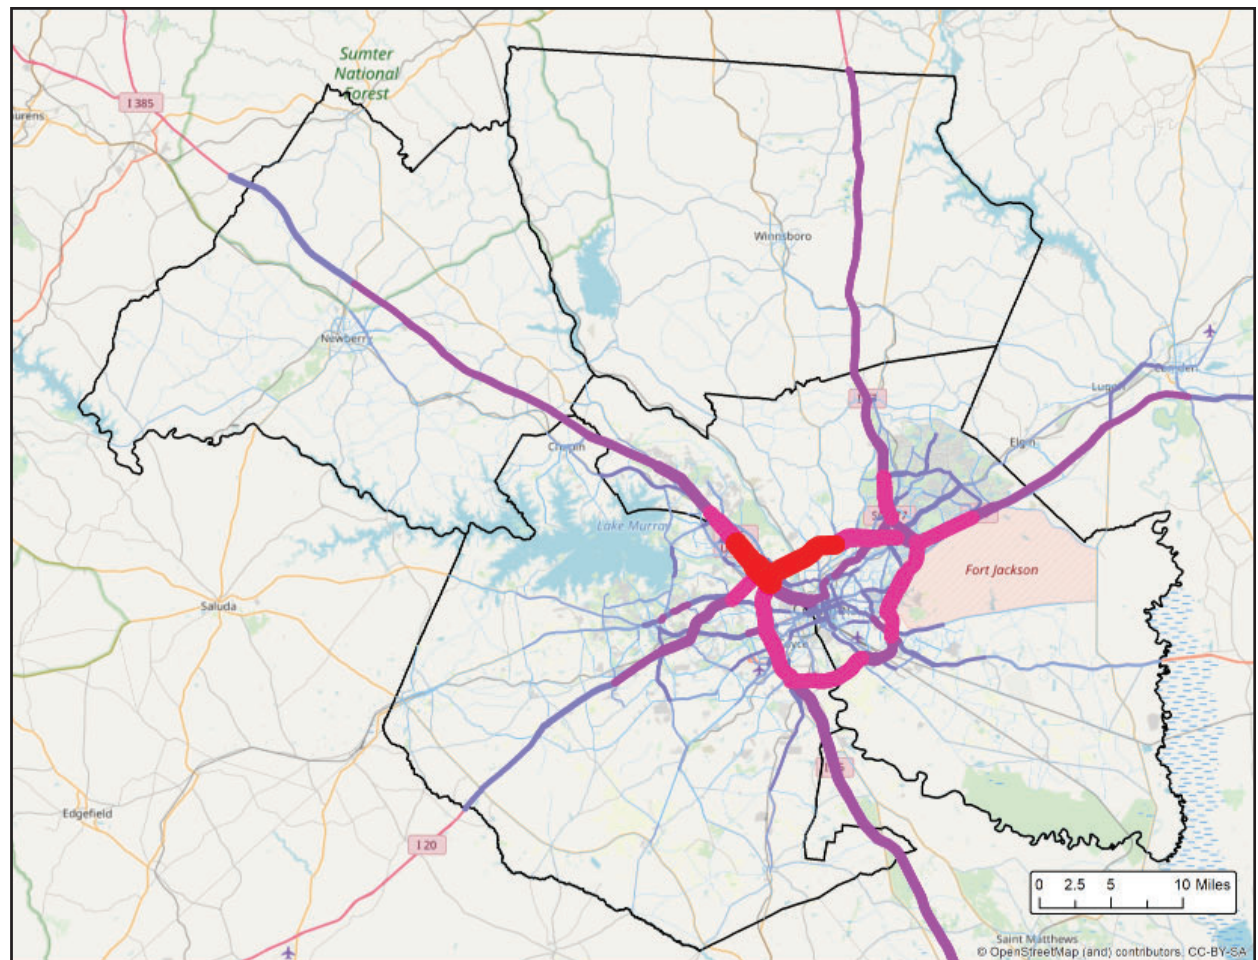 Sumter
National
Forest
I 385
urens
Winnsboro
Newberry
Camden
Lugoff
Elgin
Chapin
Lake Murray
Fort Jackson
Saluda
Edgefield
I 20
0 2.5 5 10 Miles
Saint Matthews
© OpenStreetMap (and) contributors, CC-BY-SA